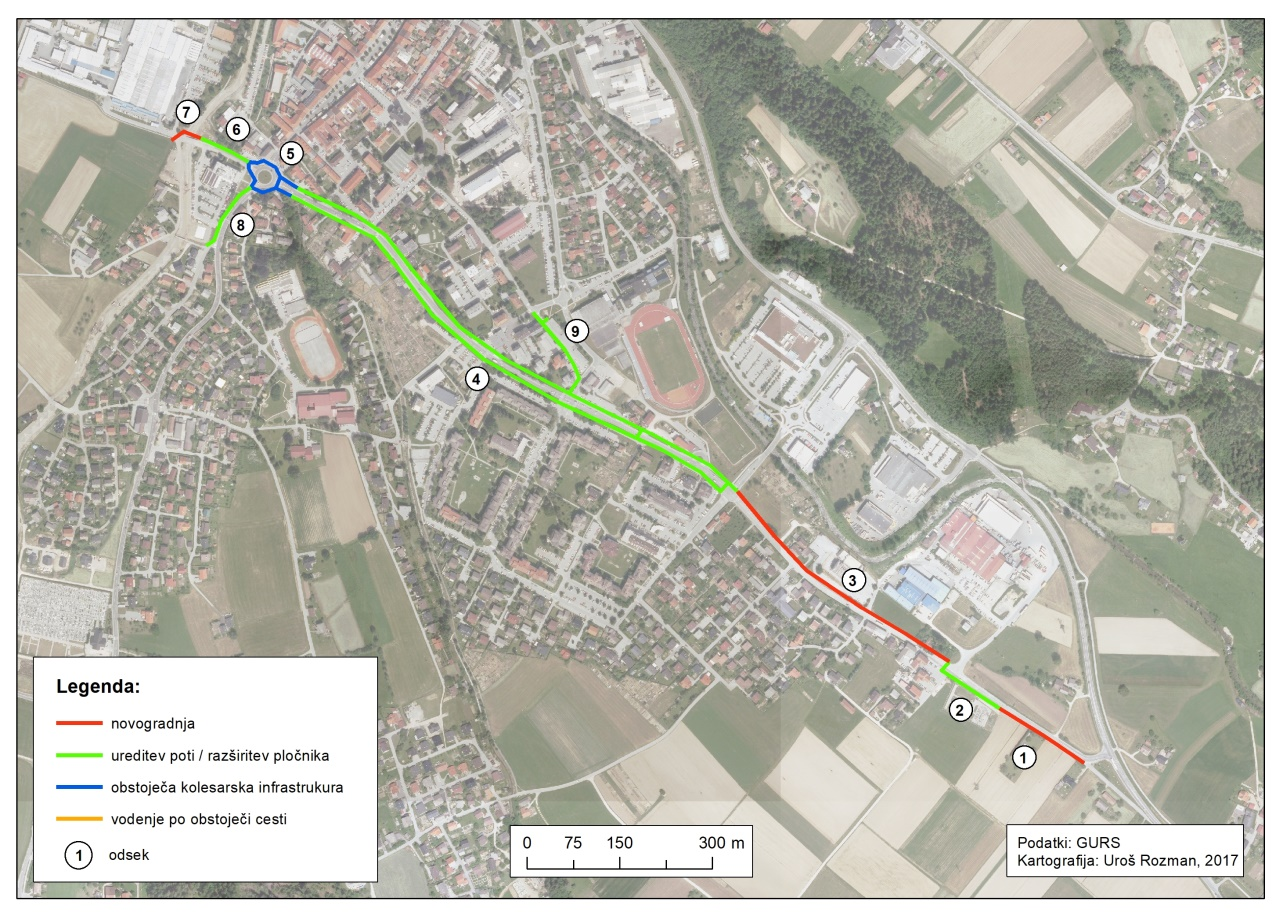 7
6
5
8
9
4
3
2
1
Legenda:
novogradnja
ureditev poti / razširitev pločnika
obstoječa kolesarska infrastrukura
vodenje po obstoječi cesti
1 odsek
0 75 150 300 m
Podatki: GURS
Kartografija: Uroš Rozman, 2017